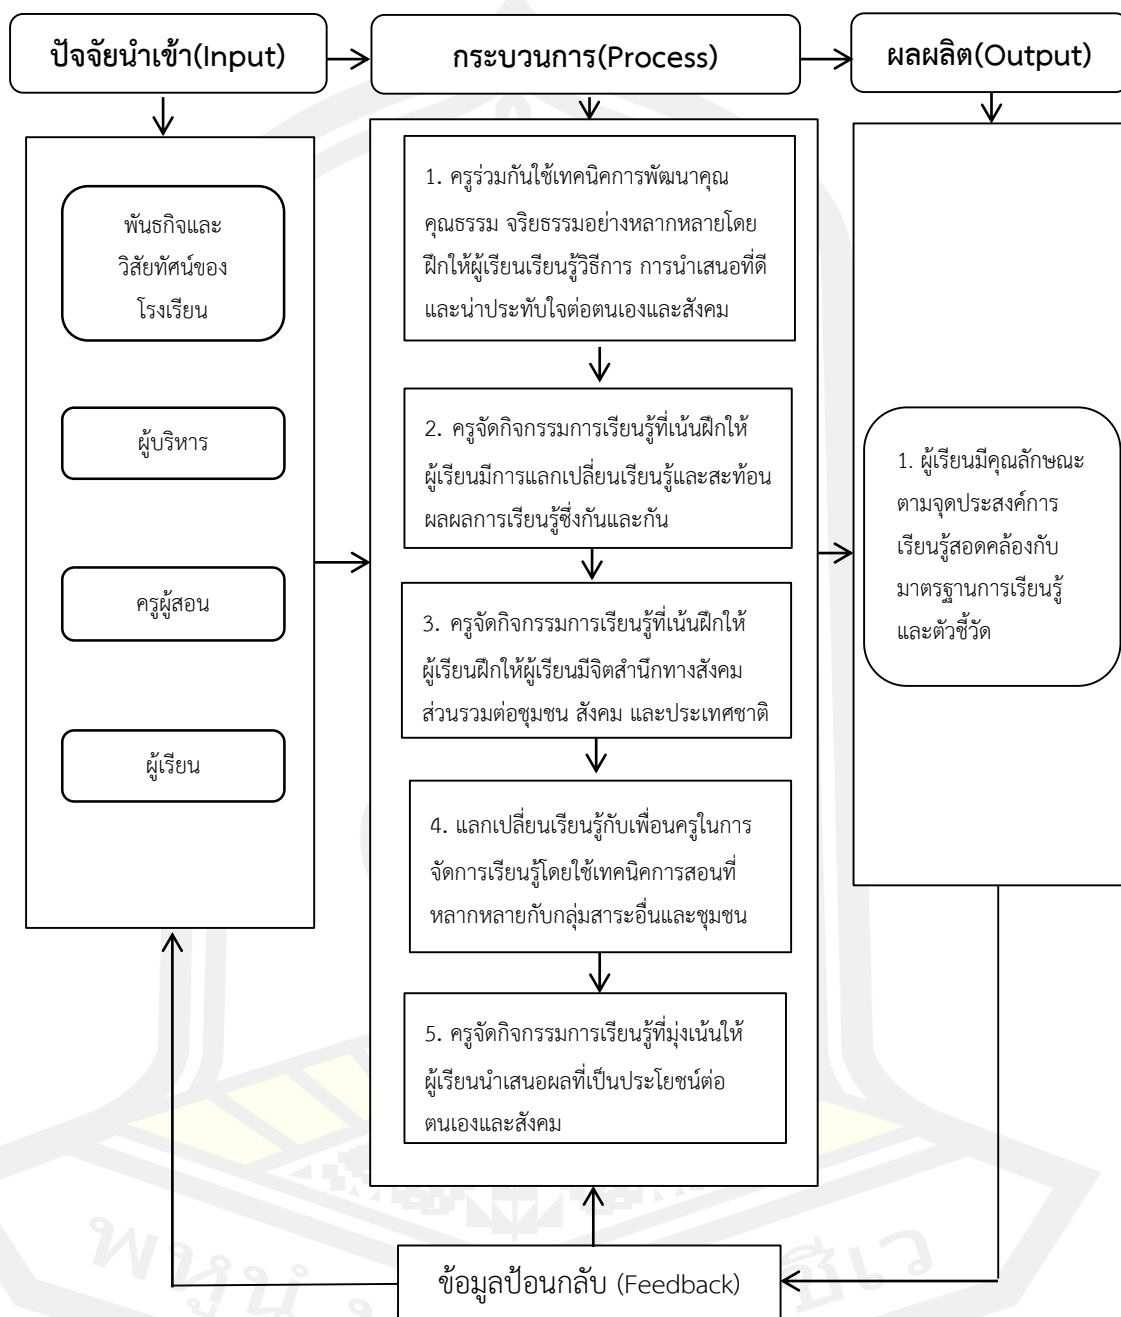 ปัจจัยนำเข้า(Input)
กระบวนการ(Process)
ผลผลิต(Output)
พันธกิจและ
วิสัยทัศน์ของ
โรงเรียน
ผู้บริหาร
ครูผู้สอน
ผู้เรียน
1. ครูร่วมกันใช้เทคนิคการพัฒนาคุณ
คุณธรรม จริยธรรมอย่างหลากหลายโดย
ฝึกให้ผู้เรียนเรียนรู้วิธีการ การนำเสนอที่ดี
และน่าประทับใจต่อตนเองและสังคม
2. ครูจัดกิจกรรมการเรียนรู้ที่เน้นฝึกให้
ผู้เรียนมีการแลกเปลี่ยนเรียนรู้และสะท้อน
ผลผลการเรียนรู้ซึ่งกันและกัน
3. ครูจัดกิจกรรมการเรียนรู้ที่เน้นฝึกให้
ผู้เรียนฝึกให้ผู้เรียนมีจิตสำนึกทางสังคม
ส่วนรวมต่อชุมชน สังคม และประเทศชาติ
4. แลกเปลี่ยนเรียนรู้กับเพื่อนครูในการ
จัดการเรียนรู้โดยใช้เทคนิคการสอนที่
หลากหลายกับกลุ่มสาระอื่นและชุมชน
5. ครูจัดกิจกรรมการเรียนรู้ที่มุ่งเน้นให้
ผู้เรียนนำเสนอผลที่เป็นประโยชน์ต่อ
ตนเองและสังคม
1. ผู้เรียนมีคุณลักษณะ
ตามจุดประสงค์การ
เรียนรู้สอดคล้องกับ
มาตรฐานการเรียนรู้
และตัวชี้วัด
ข้อมูลป้อนกลับ (Feedback)